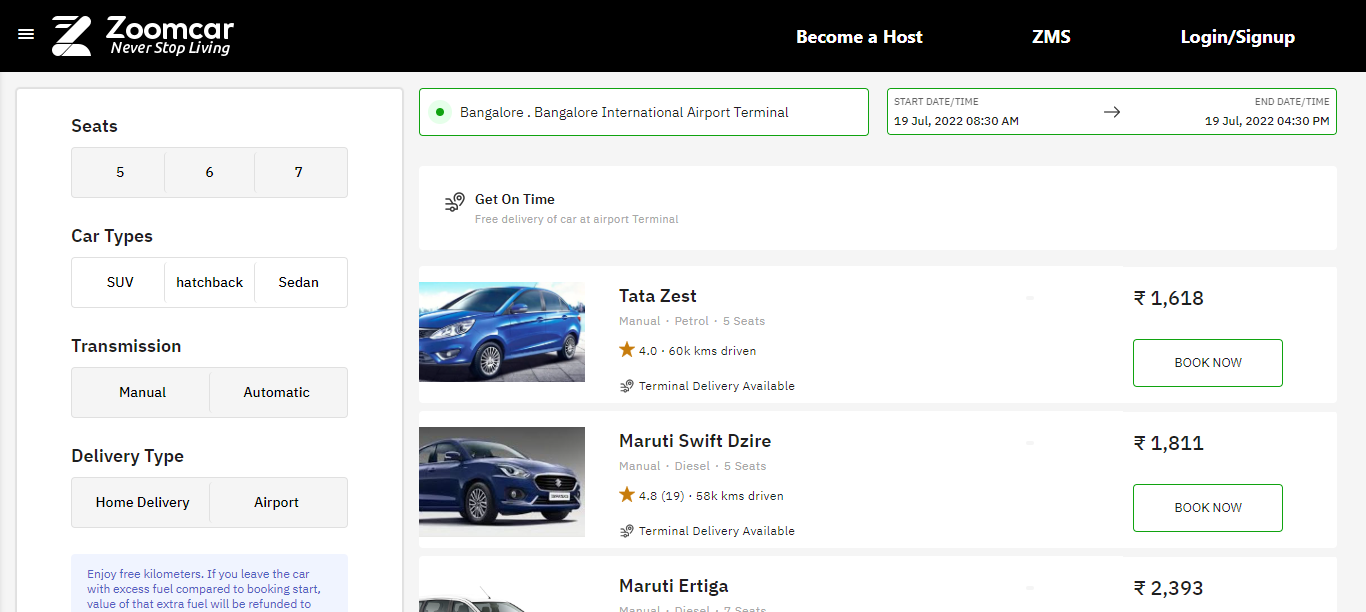 Zoomcar
Never Stop Living
Become a Host
ZMS
Login/Signup
Seats
5
6
7
Car Types
SUV
hatchback
Sedan
Transmission
Manual
Automatic
Delivery Type
Home Delivery
Airport
Enjoy free kilometers. If you leave the car
with excess fuel compared to booking start,
value of that extra fuel will be refunded to
Bangalore . Bangalore International Airport Terminal
START DATE/TIME
19 Jul, 2022 08:30 AM
END DATE/TIME
19 Jul, 2022 04:30 PM
Get On Time
Free delivery of car at airport Terminal
Tata Zest
Manual · Petrol · 5 Seats
4.0 · 60k kms driven
Terminal Delivery Available
₹ 1,618
BOOK NOW
Maruti Swift Dzire
Manual · Diesel · 5 Seats
4.8 (19) · 58k kms driven
Terminal Delivery Available
₹ 1,811
BOOK NOW
Maruti Ertiga
Manual · Diesel · 7 Seats
₹ 2,393